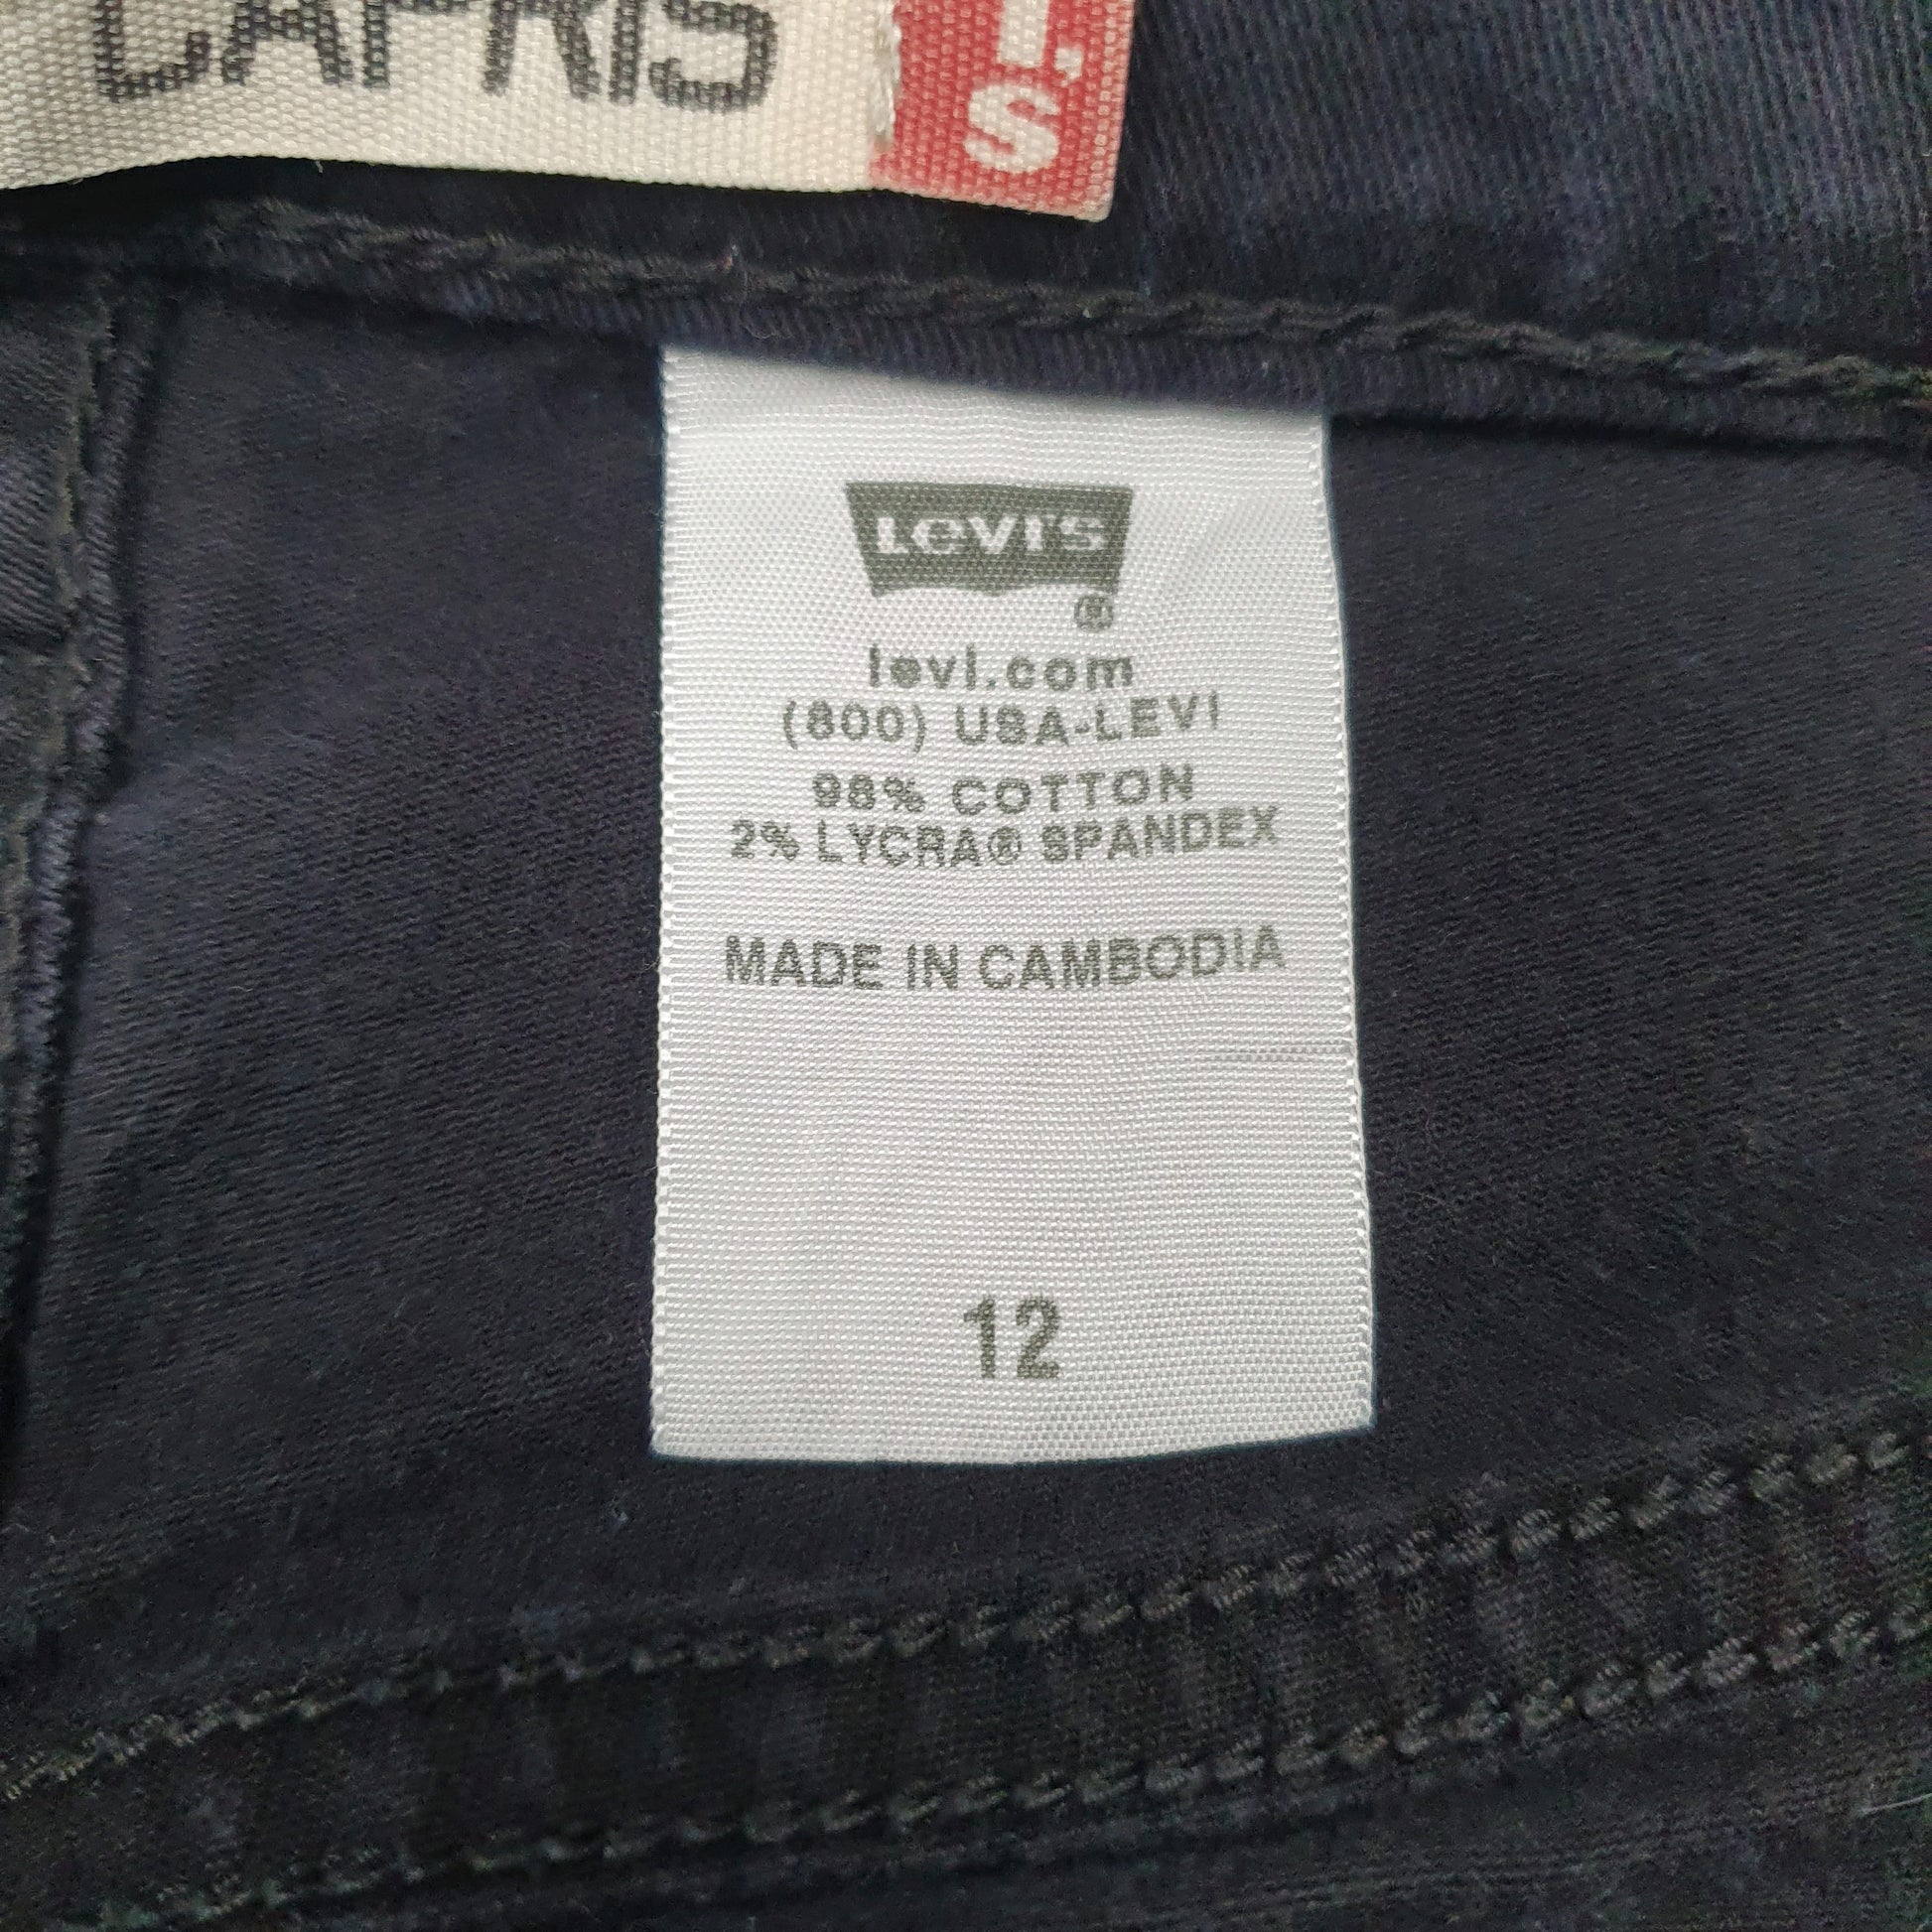 CAPRIS
'S
LEVI'S
®
levi.com
(800) USA-LEVI
98% COTTON
2% LYCRA® SPANDEX
MADE IN CAMBODIA
12